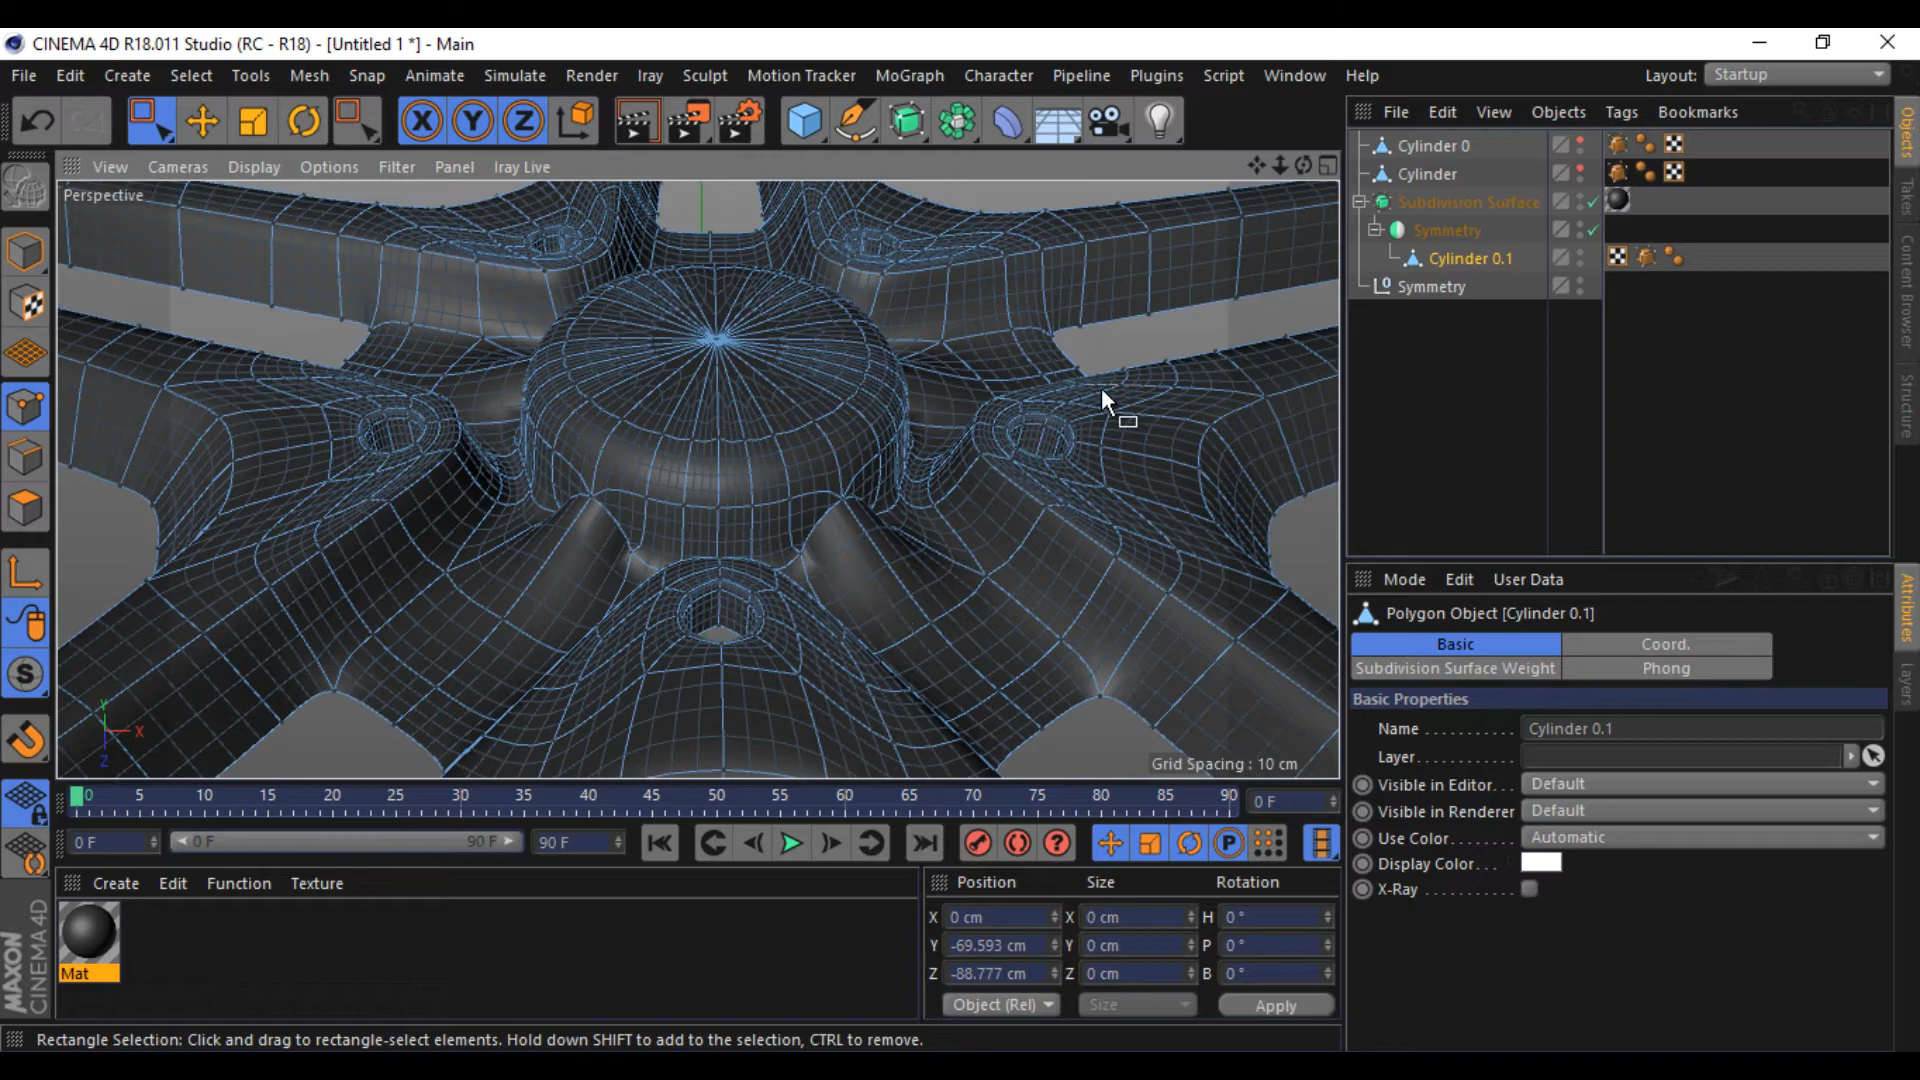 CINEMA 4D R18.011 Studio (RC - R18) - [Untitled 1 *] - Main
File Edit Create Select Tools Mesh Snap Animate Simulate Render Iray Sculpt Motion Tracker MoGraph Character Pipeline Plugins Script Window Help Layout: Startup
X Y Z
File Edit View Objects Tags Bookmarks
View Cameras Display Options Filter Panel Iray Live
Perspective
Cylinder 0
Cylinder
Subdivision Surface
Symmetry
Cylinder 0.1
Symmetry
Objects
Takes
Content Browser
Structure
Y
X
Z
Grid Spacing : 10 cm
Mode Edit User Data
Polygon Object [Cylinder 0.1]
Basic Coord.
Subdivision Surface Weight Phong
Basic Properties
Name . . . . . . . . . . . Cylinder 0.1
Layer. . . . . . . . . . . .
Visible in Editor. . . Default
Visible in Renderer Default
Use Color. . . . . . . . Automatic
Display Color. . .
X-Ray . . . . . . . . . . .
Attributes
Layers
0 5 10 15 20 25 30 35 40 45 50 55 60 65 70 75 80 85 90 0 F
0 F 0 F 90 F 90 F P
Create Edit Function Texture
Mat
Position Size Rotation
X 0 cm X 0 cm H 0 °
Y -69.593 cm Y 0 cm P 0 °
Z -88.777 cm Z 0 cm B 0 °
Object (Rel) Size Apply
MAXON
CINEMA 4D
Rectangle Selection: Click and drag to rectangle-select elements. Hold down SHIFT to add to the selection, CTRL to remove.